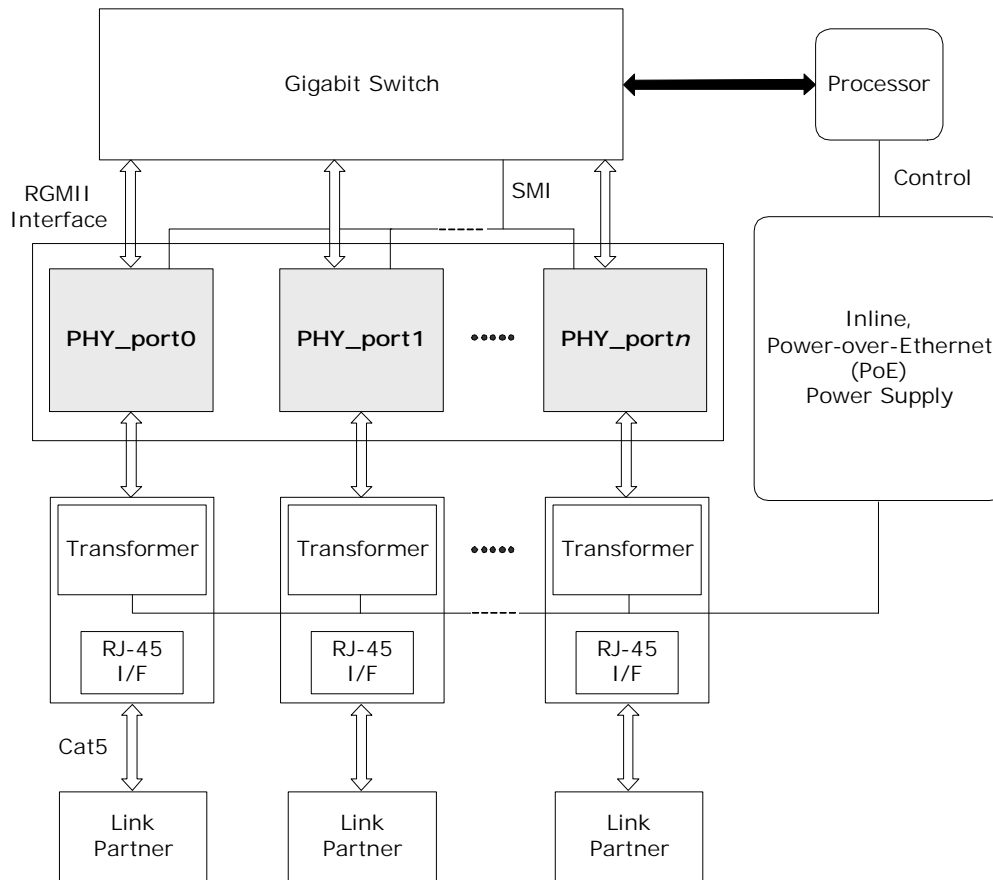 Gigabit Switch
Processor
RGMII
Interface
SMI
Control
PHY_port0
PHY_port1
PHY_portn
Inline,
Power-over-Ethernet
(PoE)
Power Supply
Transformer
Transformer
Transformer
RJ-45
I/F
RJ-45
I/F
RJ-45
I/F
Cat5
Link
Partner
Link
Partner
Link
Partner